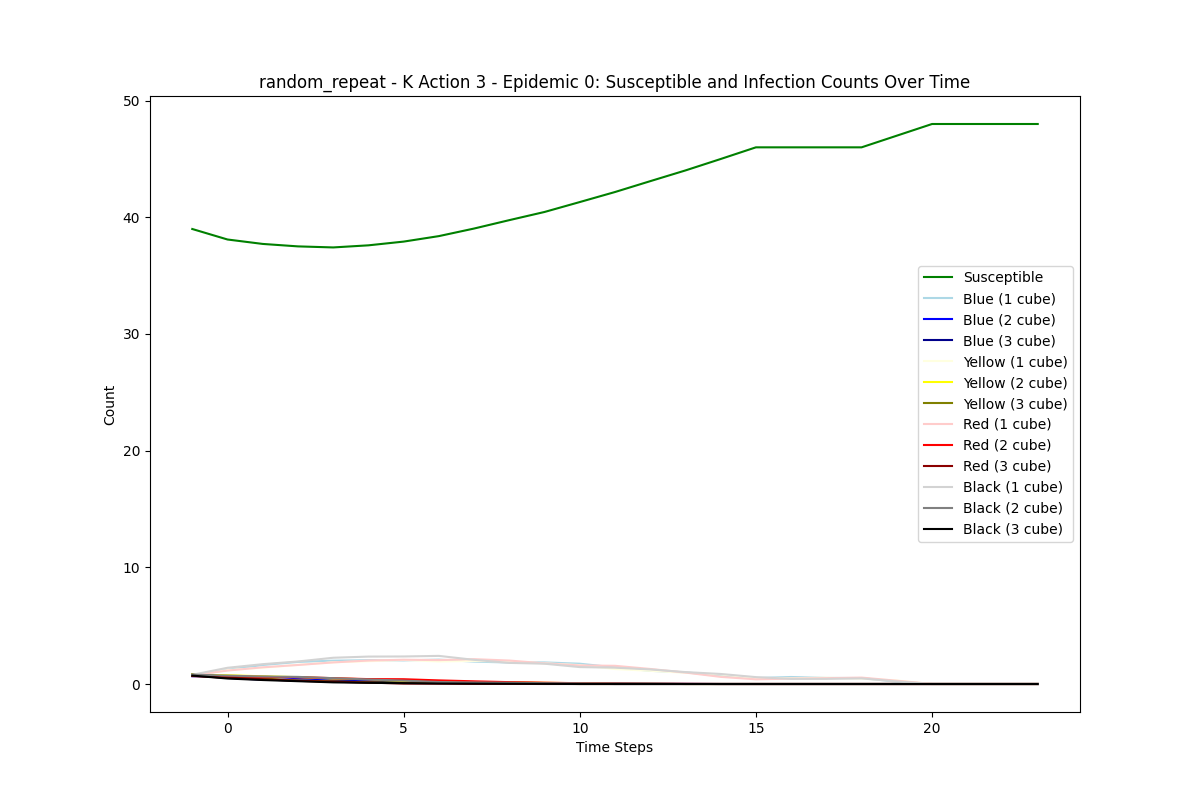 random_repeat - K Action 3 - Epidemic 0: Susceptible and Infection Counts Over Time
50
40
30
20
10
0
Count
Susceptible
Blue (1 cube)
Blue (2 cube)
Blue (3 cube)
Yellow (1 cube)
Yellow (2 cube)
Yellow (3 cube)
Red (1 cube)
Red (2 cube)
Red (3 cube)
Black (1 cube)
Black (2 cube)
Black (3 cube)
0 5 10 15 20
Time Steps